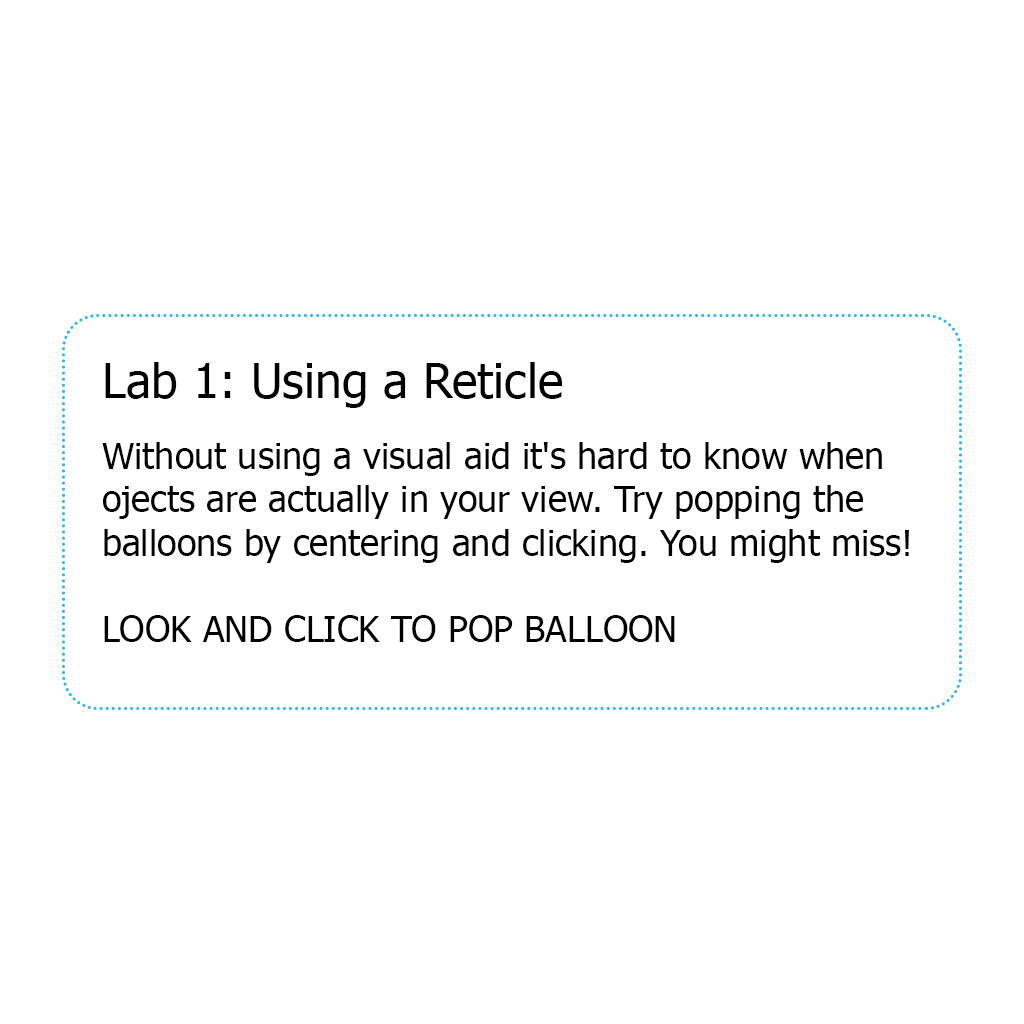 Lab 1: Using a Reticle
Without using a visual aid it's hard to know when
ojects are actually in your view. Try popping the
balloons by centering and clicking. You might miss!
LOOK AND CLICK TO POP BALLOON